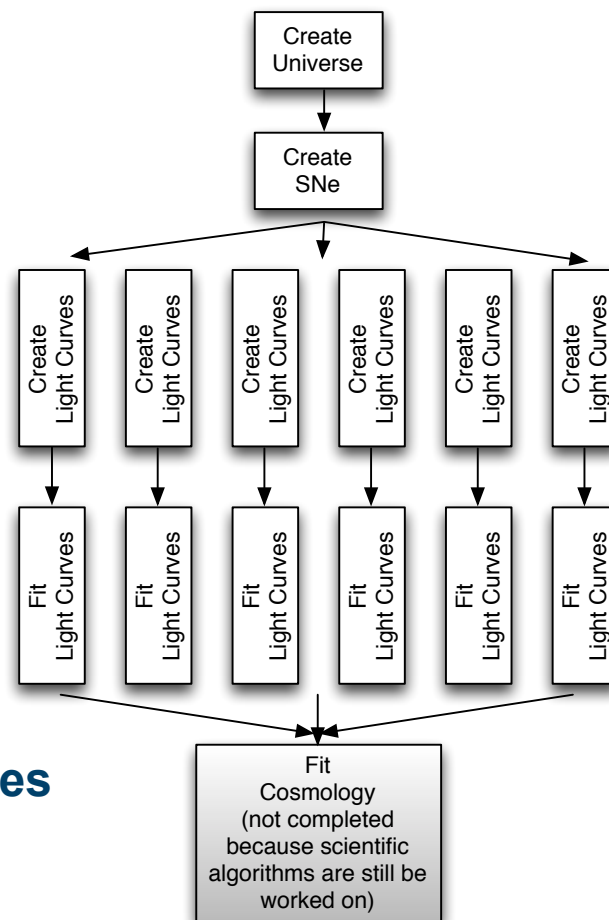 Create
Universe
Create
SNe
Create
Light Curves
Create
Light Curves
Create
Light Curves
Create
Light Curves
Create
Light Curves
Create
Light Curves
Fit
Light Curves
Fit
Light Curves
Fit
Light Curves
Fit
Light Curves
Fit
Light Curves
Fit
Light Curves
es
Fit
Cosmology
(not completed
because scientific
algorithms are still be
worked on)